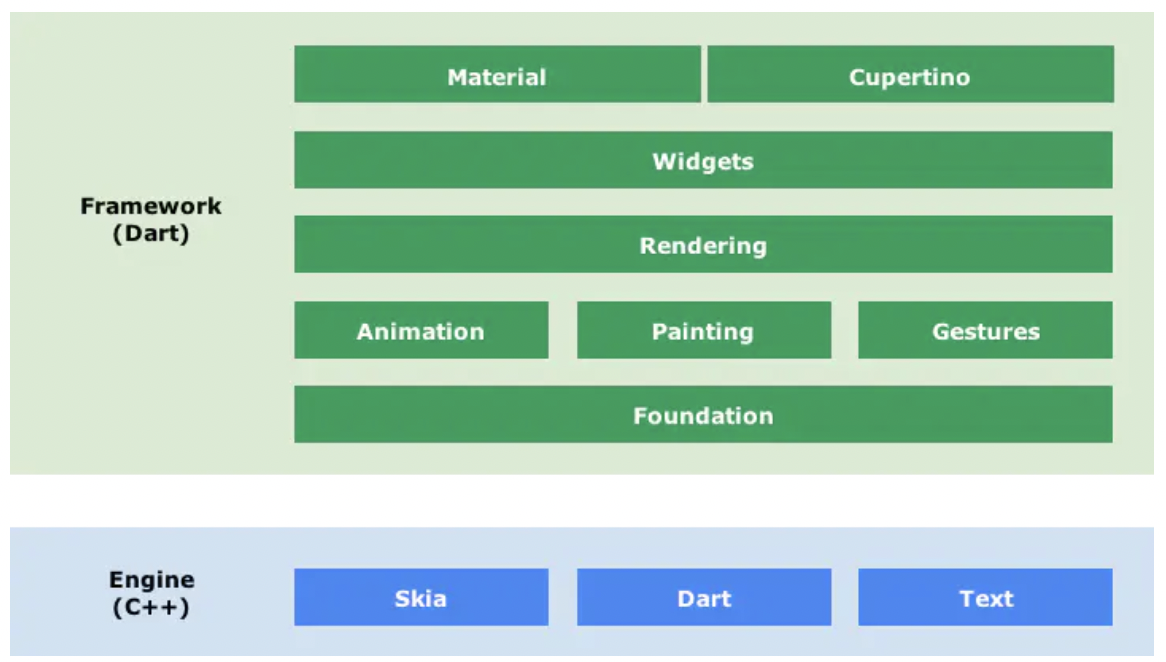 Material
Cupertino
Widgets
Framework
(Dart)
Rendering
Animation
Painting
Gestures
Foundation
Engine
(C++)
Skia
Dart
Text